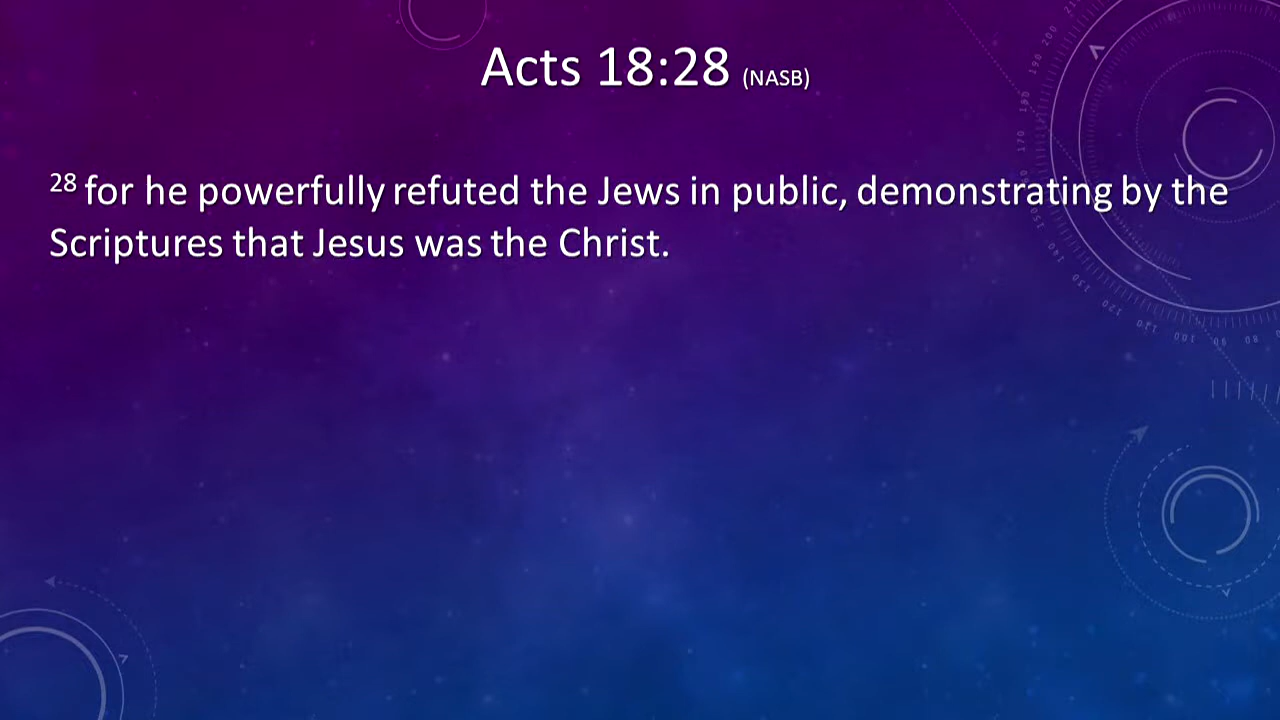 Acts 18:28 (NASB)
28 for he powerfully refuted the Jews in public, demonstrating by the
Scriptures that Jesus was the Christ.